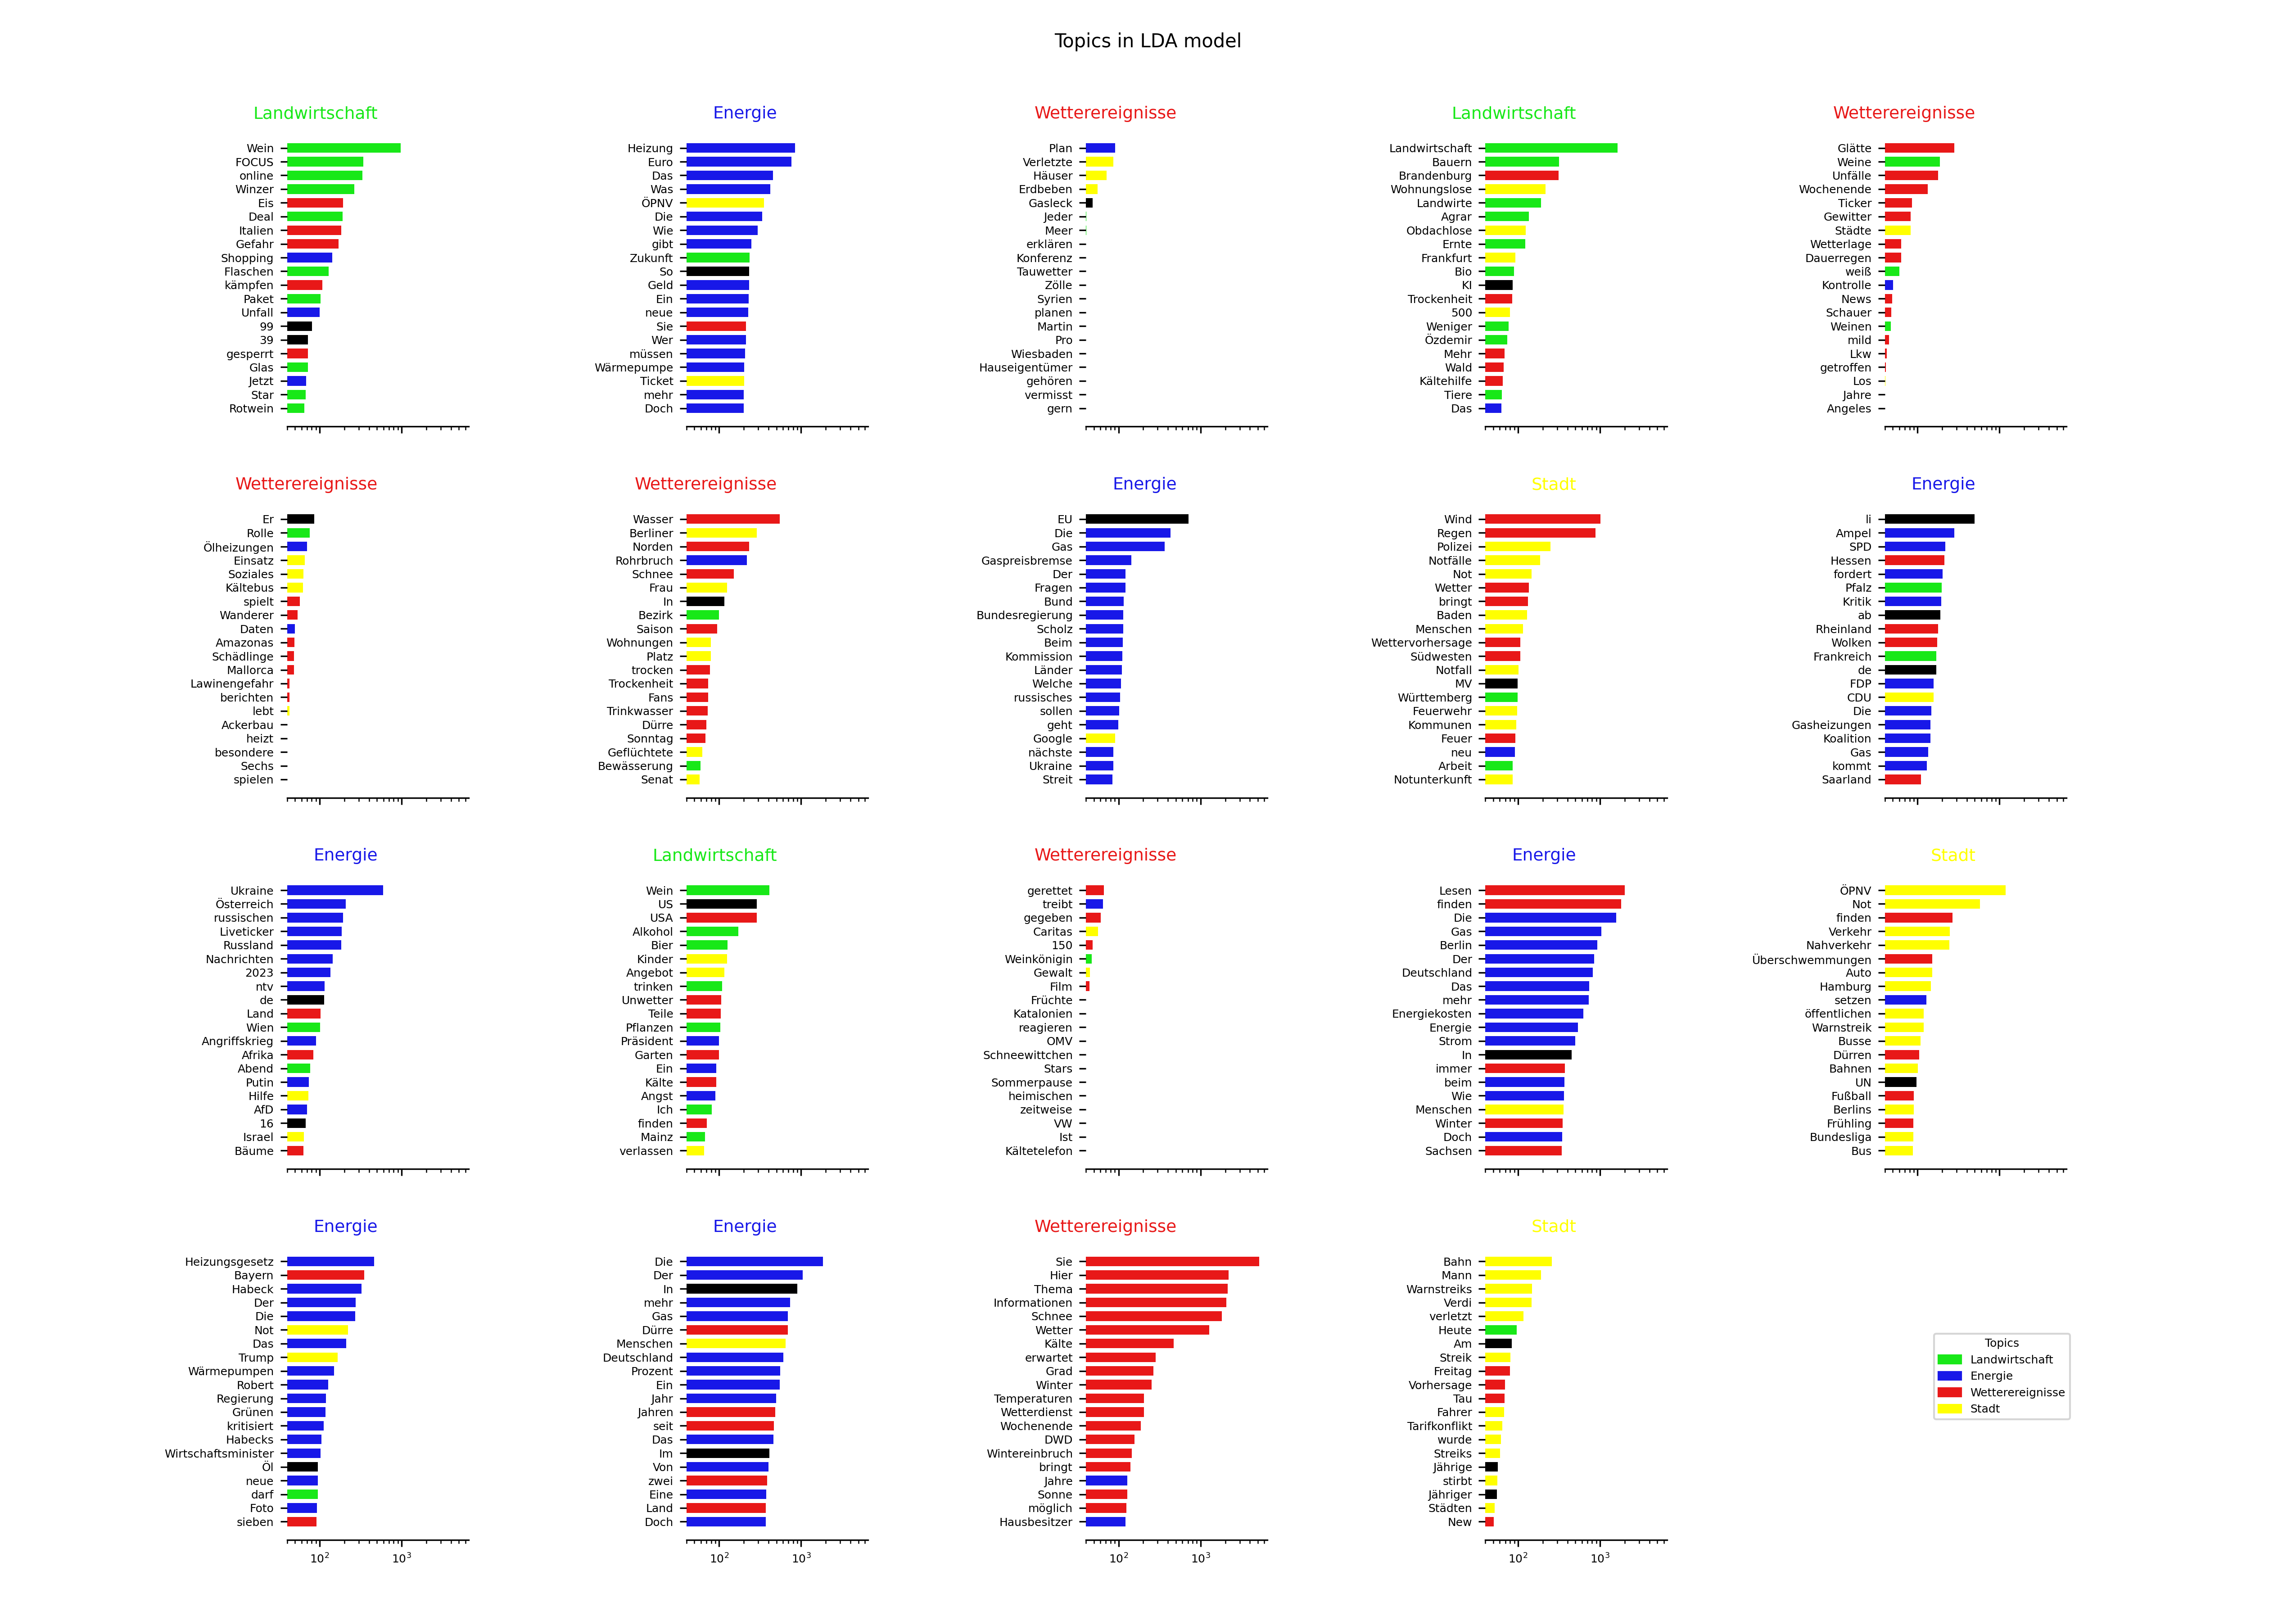 Topics in LDA model
Landwirtschaft
Wein
FOCUS
online
Winzer
Eis
Deal
Italien
Gefahr
Shopping
Flaschen
kämpfen
Paket
Unfall
99
39
gesperrt
Glas
Jetzt
Star
Rotwein
Energie
Heizung
Euro
Das
Was
ÖPNV
Die
Wie
gibt
Zukunft
So
Geld
Ein
neue
Sie
Wer
müssen
Wärmepumpe
Ticket
mehr
Doch
Wetterereignisse
Plan
Verletzte
Häuser
Erdbeben
Gasleck
Jeder
Meer
erklären
Konferenz
Tauwetter
Zölle
Syrien
planen
Martin
Pro
Wiesbaden
Hauseigentümer
gehören
vermisst
gern
Landwirtschaft
Landwirtschaft
Bauern
Brandenburg
Wohnungslose
Landwirte
Agrar
Obdachlose
Ernte
Frankfurt
Bio
KI
Trockenheit
500
Weniger
Özdemir
Mehr
Wald
Kältehilfe
Tiere
Das
Wetterereignisse
Glätte
Weine
Unfälle
Wochenende
Ticker
Gewitter
Städte
Wetterlage
Dauerregen
weiß
Kontrolle
News
Schauer
Weinen
mild
Lkw
getroffen
Los
Jahre
Angeles
Wetterereignisse
Er
Rolle
Ölheizungen
Einsatz
Soziales
Kältebus
spielt
Wanderer
Daten
Amazonas
Schädlinge
Mallorca
Lawinengefahr
berichten
lebt
Ackerbau
heizt
besondere
Sechs
spielen
Wetterereignisse
Wasser
Berliner
Norden
Rohrbruch
Schnee
Frau
In
Bezirk
Saison
Wohnungen
Platz
trocken
Trockenheit
Fans
Trinkwasser
Dürre
Sonntag
Geflüchtete
Bewässerung
Senat
Energie
EU
Die
Gas
Gaspreisbremse
Der
Fragen
Bund
Bundesregierung
Scholz
Beim
Kommission
Länder
Welche
russisches
sollen
geht
Google
nächste
Ukraine
Streit
Stadt
Wind
Regen
Polizei
Notfälle
Not
Wetter
bringt
Baden
Menschen
Wettervorhersage
Südwesten
Notfall
MV
Württemberg
Feuerwehr
Kommunen
Feuer
neu
Arbeit
Notunterkunft
Energie
li
Ampel
SPD
Hessen
fordert
Pfalz
Kritik
ab
Rheinland
Wolken
Frankreich
de
FDP
CDU
Die
Gasheizungen
Koalition
Gas
kommt
Saarland
Energie
Ukraine
Österreich
russischen
Liveticker
Russland
Nachrichten
2023
ntv
de
Land
Wien
Angriffskrieg
Afrika
Abend
Putin
Hilfe
AfD
16
Israel
Bäume
Landwirtschaft
Wein
US
USA
Alkohol
Bier
Kinder
Angebot
trinken
Unwetter
Teile
Pflanzen
Präsident
Garten
Ein
Kälte
Angst
Ich
finden
Mainz
verlassen
Wetterereignisse
gerettet
treibt
gegeben
Caritas
150
Weinkönigin
Gewalt
Film
Früchte
Katalonien
reagieren
OMV
Schneewittchen
Stars
Sommerpause
heimischen
zeitweise
VW
Ist
Kältetelefon
Energie
Lesen
finden
Die
Gas
Berlin
Der
Deutschland
Das
mehr
Energiekosten
Energie
Strom
In
immer
beim
Wie
Menschen
Winter
Doch
Sachsen
Stadt
ÖPNV
Not
finden
Verkehr
Nahverkehr
Überschwemmungen
Auto
Hamburg
setzen
öffentlichen
Warnstreik
Busse
Dürren
Bahnen
UN
Fußball
Berlins
Frühling
Bundesliga
Bus
Energie
Heizungsgesetz
Bayern
Habeck
Der
Die
Not
Das
Trump
Wärmepumpen
Robert
Regierung
Grünen
kritisiert
Habecks
Wirtschaftsminister
Öl
neue
darf
Foto
sieben
10² 10³
Energie
Die
Der
In
mehr
Gas
Dürre
Menschen
Deutschland
Prozent
Ein
Jahr
Jahren
seit
Das
Im
Von
zwei
Eine
Land
Doch
10² 10³
Wetterereignisse
Sie
Hier
Thema
Informationen
Schnee
Wetter
Kälte
erwartet
Grad
Winter
Temperaturen
Wetterdienst
Wochenende
DWD
Wintereinbruch
bringt
Jahre
Sonne
möglich
Hausbesitzer
10² 10³
Stadt
Bahn
Mann
Warnstreiks
Verdi
verletzt
Heute
Am
Streik
Freitag
Vorhersage
Tau
Fahrer
Tarifkonflikt
wurde
Streiks
Jährige
stirbt
Jähriger
Städten
New
10² 10³
Topics
Landwirtschaft
Energie
Wetterereignisse
Stadt